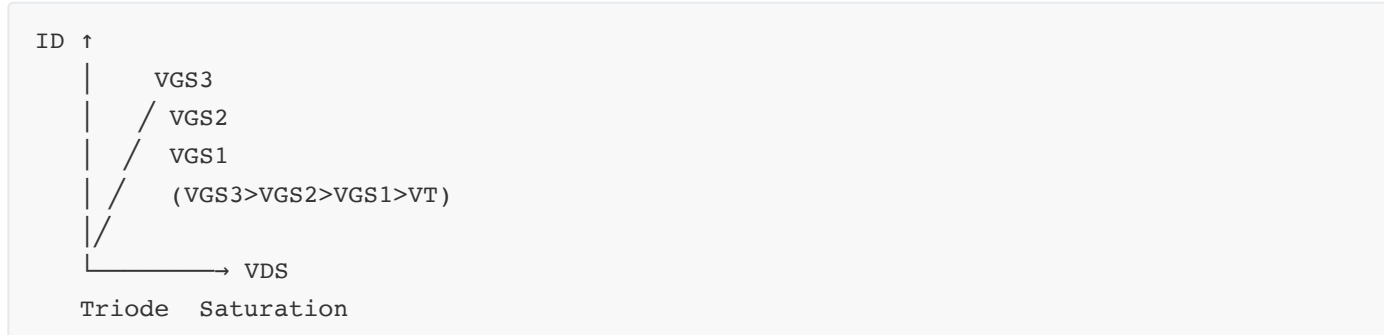 ID ↑
│    VGS3
│   / VGS2
│  /  VGS1
│ /   (VGS3>VGS2>VGS1>VT)
│/
└────────→ VDS
Triode  Saturation